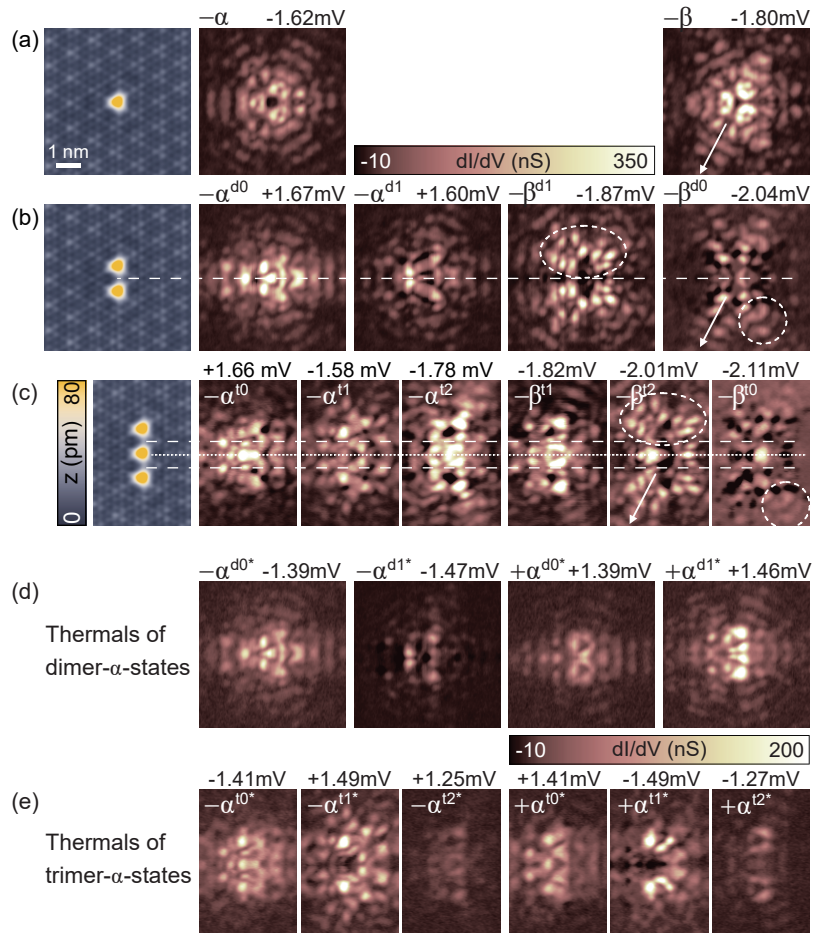 (a)
−α -1.62mV
−β -1.80mV
1 nm
-10 dI/dV (nS) 350
(b)
−α^d0 +1.67mV
−α^d1 +1.60mV
−β^d1 -1.87mV
−β^d0 -2.04mV
(c)
0 z (pm) 80
+1.66 mV -1.58 mV -1.78 mV -1.82mV -2.01mV -2.11mV
−α^t0 −α^t1 −α^t2 −β^t1 −β^t2 −β^t0
(d)
−α^d0* -1.39mV
−α^d1* -1.47mV
+α^d0* +1.39mV
+α^d1* +1.46mV
Thermals of
dimer-α-states
-10 dI/dV (nS) 200
(e)
-1.41mV +1.49mV +1.25mV +1.41mV -1.49mV -1.27mV
−α^t0* −α^t1* −α^t2* +α^t0* +α^t1* +α^t2*
Thermals of
trimer-α-states